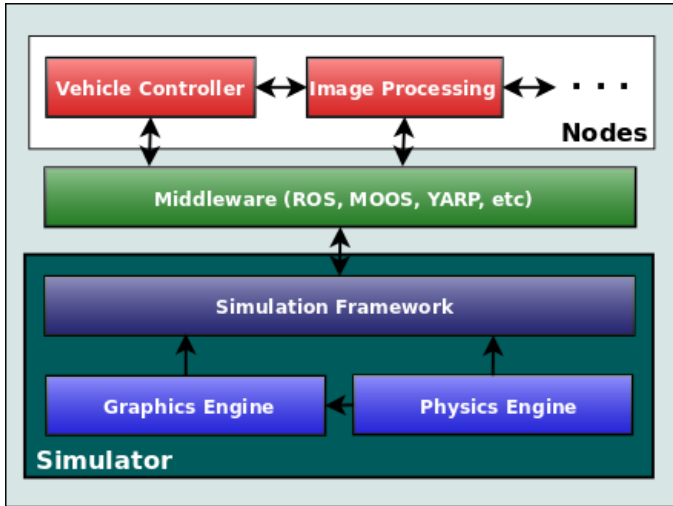 Vehicle Controller
Image Processing
. . .
Nodes
Middleware (ROS, MOOS, YARP, etc)
Simulation Framework
Graphics Engine
Physics Engine
Simulator